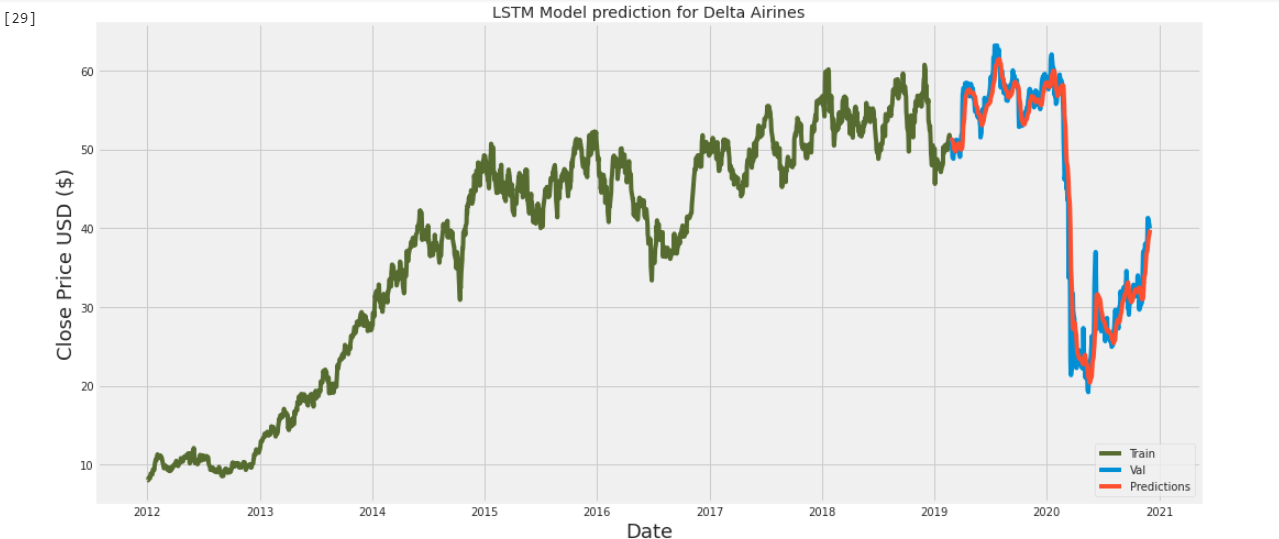 [29]
LSTM Model prediction for Delta Airlines
Close Price USD ($)
60
50
40
30
20
10
Train
Val
Predictions
2012 2013 2014 2015 2016 2017 2018 2019 2020 2021
Date